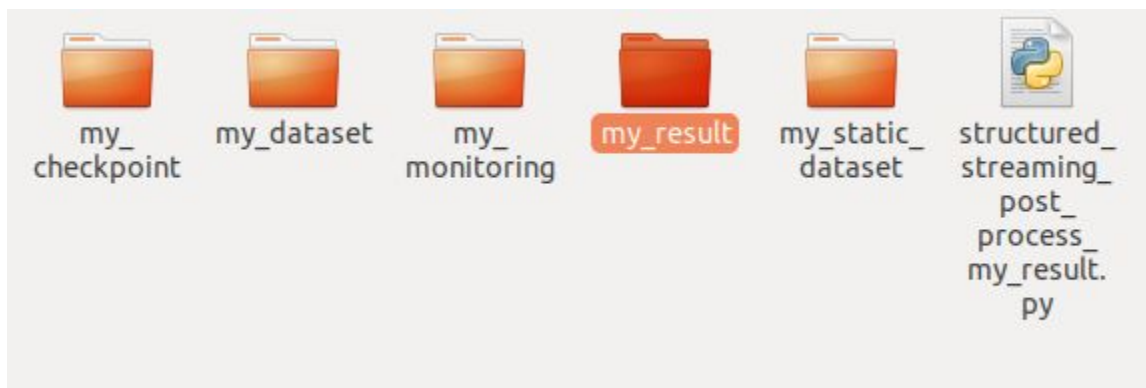 my_
checkpoint
my_dataset
my_
monitoring
my_result
my_static_
dataset
structured_
streaming_
post_
process_
my_result.
py